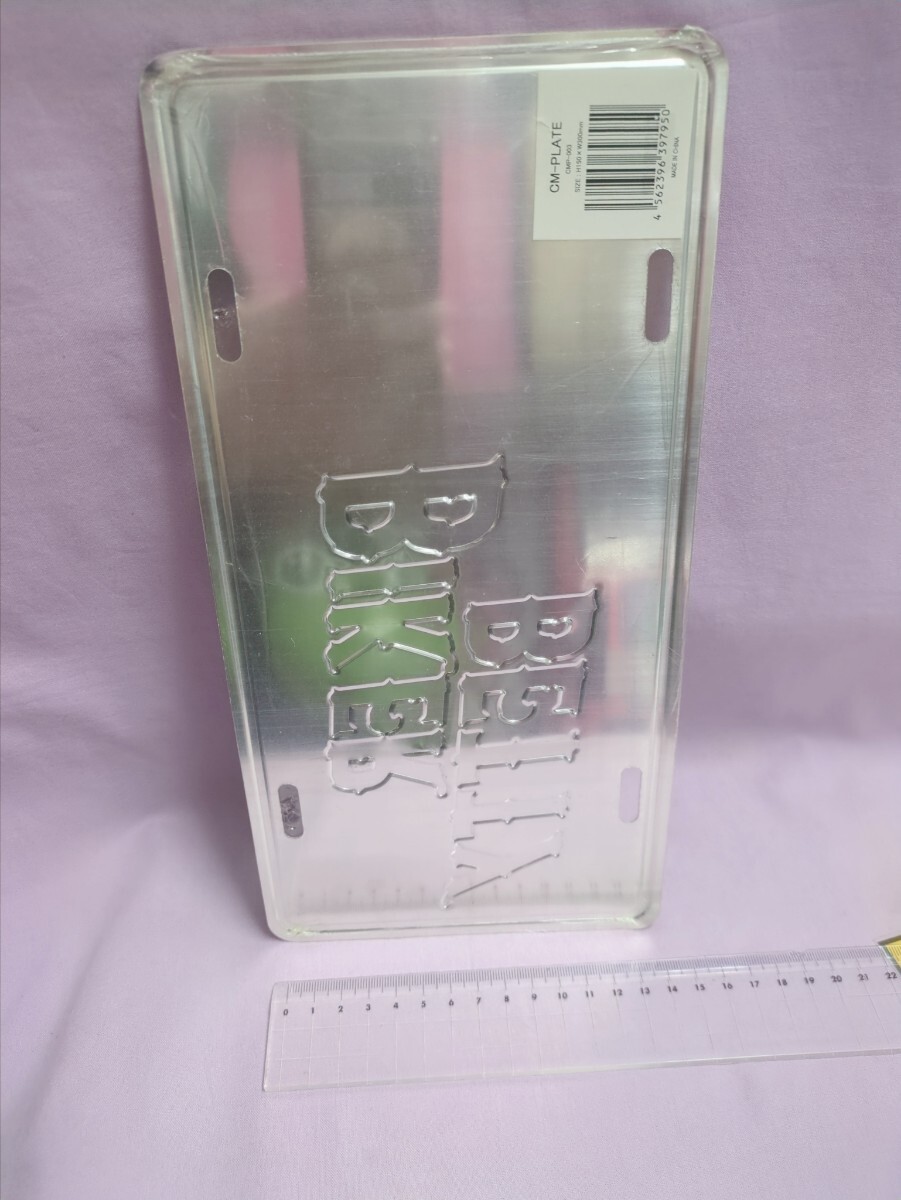 CM-PLATE
CMP-003
SIZE : H150×W300mm
4 562396 397950
MADE IN CHINA
BIKER
BELLA
0 1 2 3 4 5 6 7 8 9 10 11 12 13 14 15 16 17 18 19 20 21 22